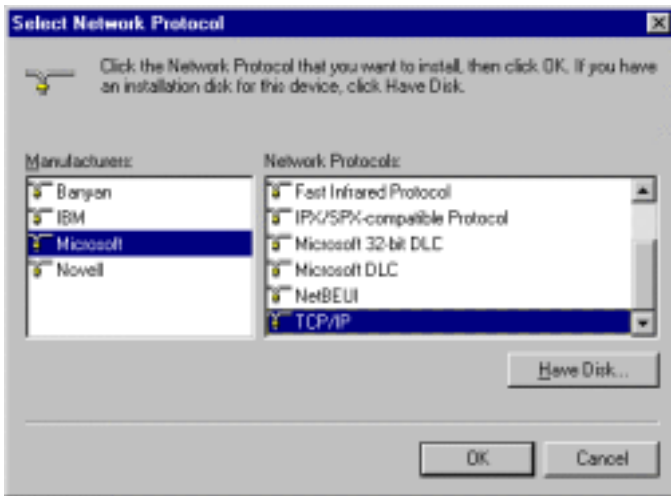 Select Network Protocol
Click the Network Protocol that you want to install, then click OK. If you have
an installation disk for this device, click Have Disk.
Manufacturers:
Banyan
IBM
Microsoft
Novell
Network Protocols:
Fast Infrared Protocol
IPX/SPX-compatible Protocol
Microsoft 32-bit DLC
Microsoft DLC
NetBEUI
TCP/IP
Have Disk...
OK
Cancel